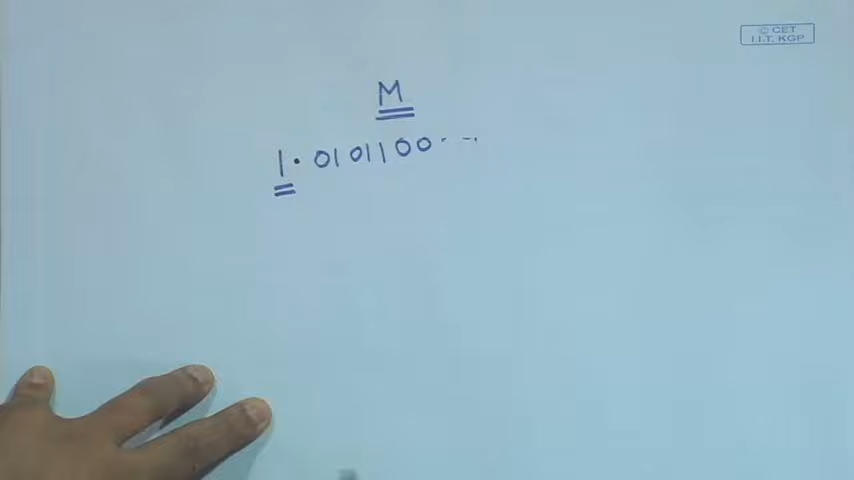 © CET
I.I.T. KGP
M
1.0101100.---